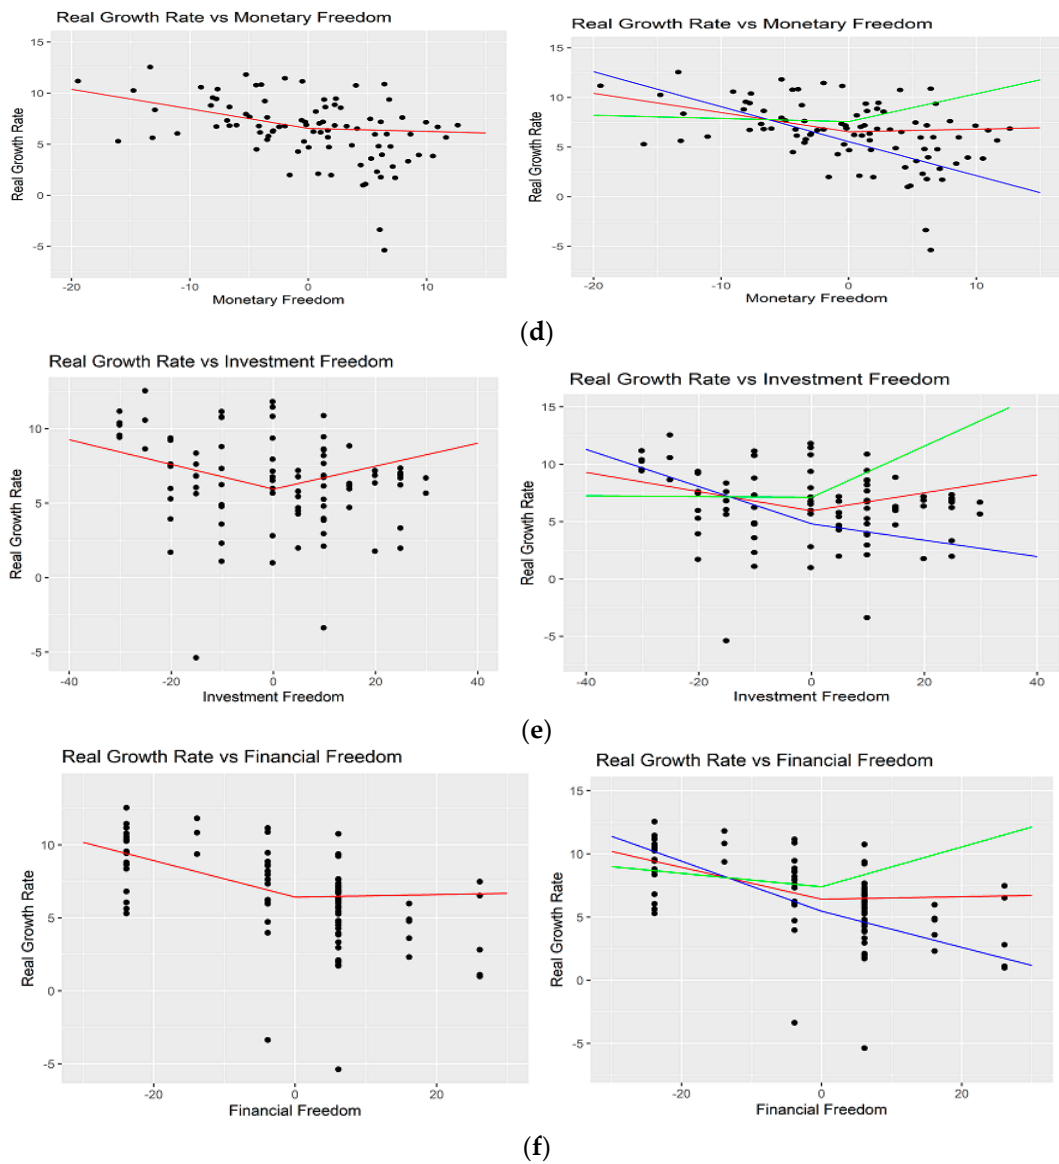 Real Growth Rate vs Monetary Freedom
15
10
5
0
-5
Real Growth Rate
-20
-10
0
10
Monetary Freedom
Real Growth Rate vs Monetary Freedom
15
10
5
0
-5
Real Growth Rate
-20
-10
0
10
Monetary Freedom
(d)
Real Growth Rate vs Investment Freedom
10
5
0
-5
Real Growth Rate
-40
-20
0
20
40
Investment Freedom
Real Growth Rate vs Investment Freedom
15
10
5
0
-5
Real Growth Rate
-40
-20
0
20
40
Investment Freedom
(e)
Real Growth Rate vs Financial Freedom
10
5
0
-5
Real Growth Rate
-20
0
20
Financial Freedom
Real Growth Rate vs Financial Freedom
15
10
5
0
-5
Real Growth Rate
-20
0
20
Financial Freedom
(f)